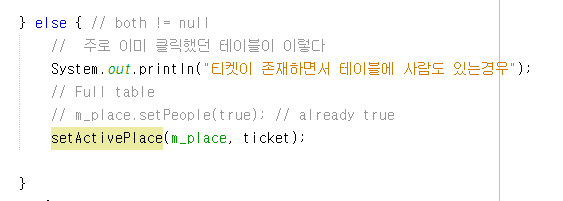 } else { // both != null
//  주로 이미 클릭했던 테이블이 이렇다
System.out.println("티켓이 존재하면서 테이블에 사람도 있는경우");
// Full table
// m_place.setPeople(true); // already true
setActivePlace(m_place, ticket);
}